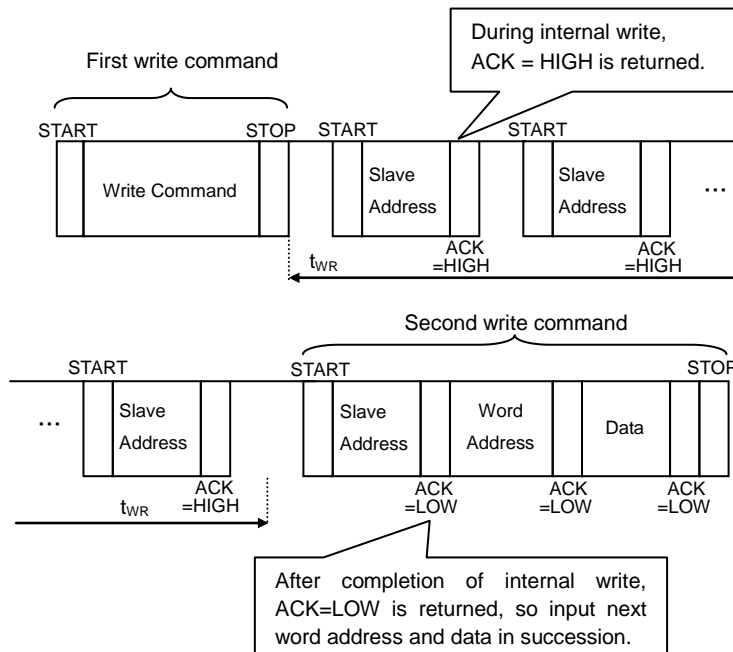 During internal write,
ACK = HIGH is returned.
First write command
START STOP START START
Write Command
Slave
Address
Slave
Address
...
ACK
=HIGH
ACK
=HIGH
tWR
Second write command
START START STOP
...
Slave
Address
Slave
Address
Word
Address
Data
ACK
=HIGH
ACK
=LOW
ACK
=LOW
ACK
=LOW
tWR
After completion of internal write,
ACK=LOW is returned, so input next
word address and data in succession.